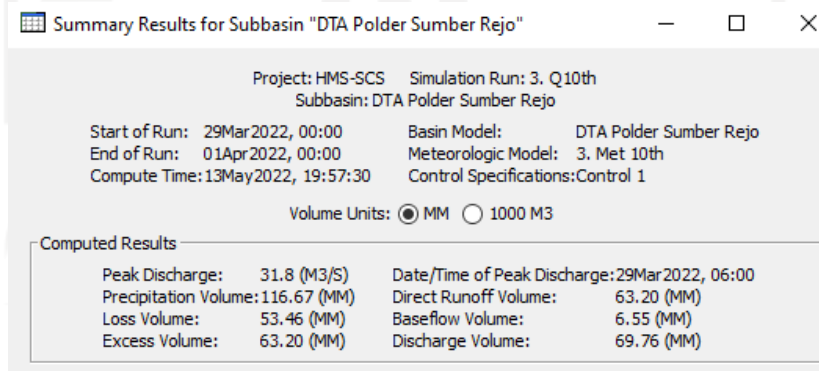 Summary Results for Subbasin "DTA Polder Sumber Rejo"
Project: HMS-SCS Simulation Run: 3. Q10th
Subbasin: DTA Polder Sumber Rejo
Start of Run: 29Mar2022, 00:00 Basin Model: DTA Polder Sumber Rejo
End of Run: 01Apr2022, 00:00 Meteorologic Model: 3. Met 10th
Compute Time:13May2022, 19:57:30 Control Specifications:Control 1
Volume Units: MM 1000 M3
Computed Results
Peak Discharge: 31.8 (M3/S) Date/Time of Peak Discharge:29Mar2022, 06:00
Precipitation Volume:116.67 (MM) Direct Runoff Volume: 63.20 (MM)
Loss Volume: 53.46 (MM) Baseflow Volume: 6.55 (MM)
Excess Volume: 63.20 (MM) Discharge Volume: 69.76 (MM)